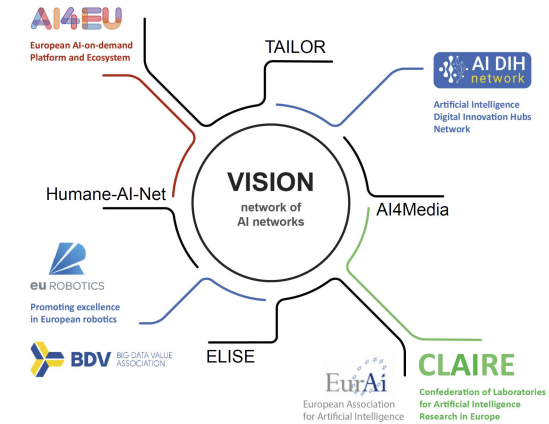 AI4EU
European AI-on-demand
Platform and Ecosystem
TAILOR
AI DIH
network
Artificial Intelligence
Digital Innovation Hubs
Network
VISION
network of
AI networks
Humane-AI-Net
AI4Media
eu ROBOTICS
Promoting excellence
in European robotics
BDV BIG DATA VALUE
ASSOCIATION
ELISE
EurAi
European Association
for Artificial Intelligence
CLAIRE
Confederation of Laboratories
for Artificial Intelligence
Research in Europe